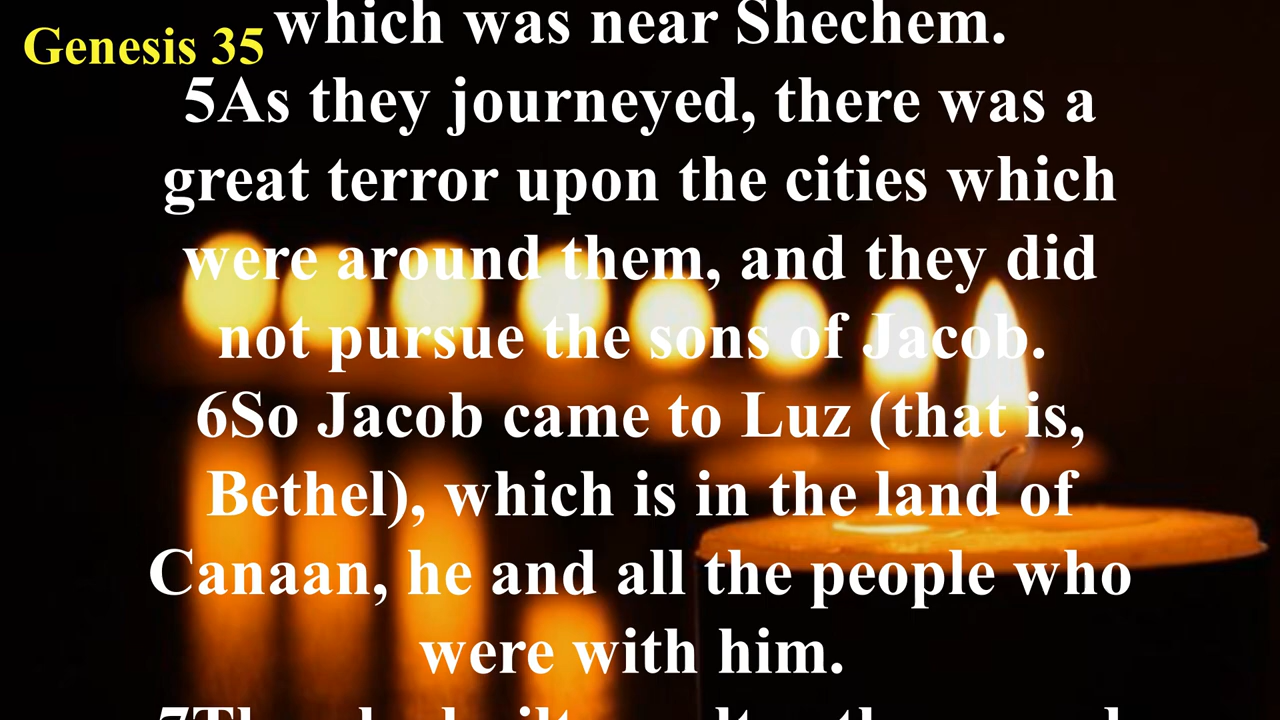 Genesis 35
which was near Shechem.
5As they journeyed, there was a
great terror upon the cities which
were around them, and they did
not pursue the sons of Jacob.
6So Jacob came to Luz (that is,
Bethel), which is in the land of
Canaan, he and all the people who
were with him.